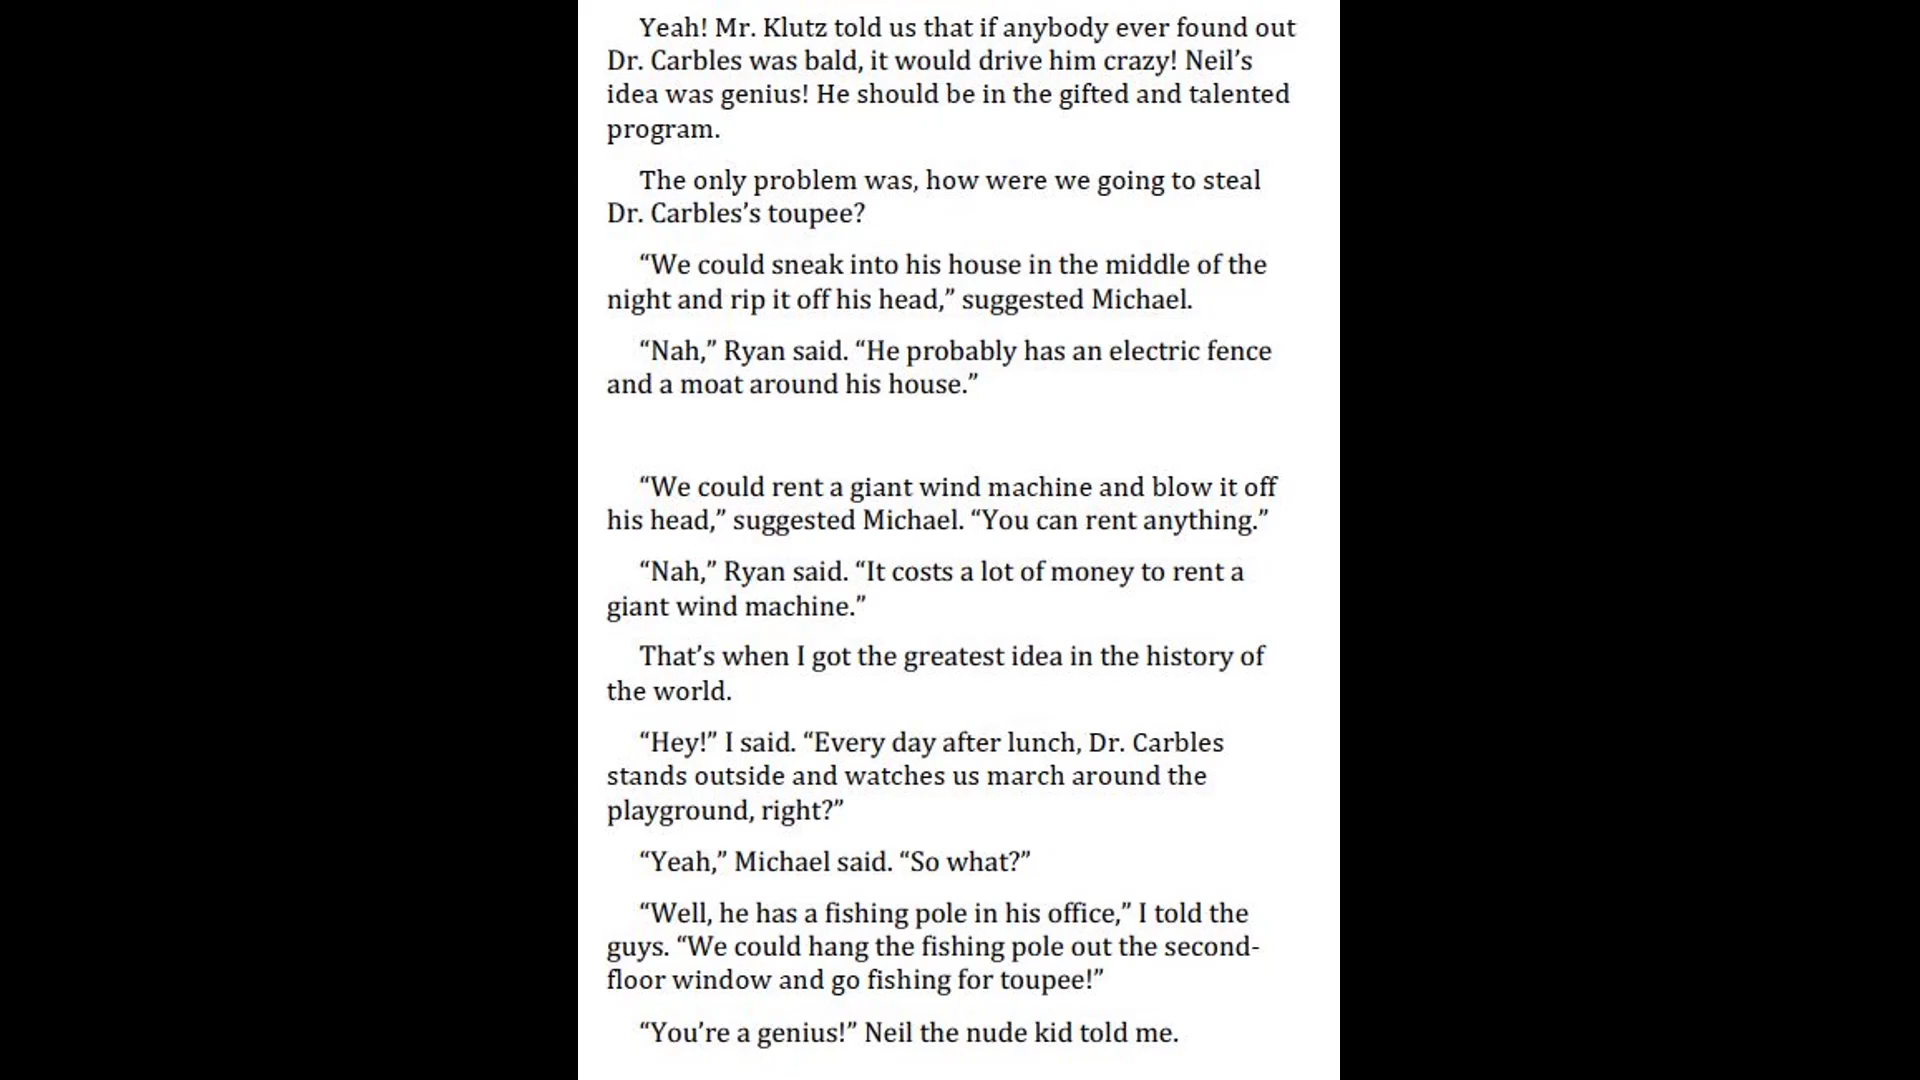 Yeah! Mr. Klutz told us that if anybody ever found out
Dr. Carbles was bald, it would drive him crazy! Neil’s
idea was genius! He should be in the gifted and talented
program.
The only problem was, how were we going to steal
Dr. Carbles’s toupee?
“We could sneak into his house in the middle of the
night and rip it off his head,” suggested Michael.
“Nah,” Ryan said. “He probably has an electric fence
and a moat around his house.”
“We could rent a giant wind machine and blow it off
his head,” suggested Michael. “You can rent anything.”
“Nah,” Ryan said. “It costs a lot of money to rent a
giant wind machine.”
That’s when I got the greatest idea in the history of
the world.
“Hey!” I said. “Every day after lunch, Dr. Carbles
stands outside and watches us march around the
playground, right?”
“Yeah,” Michael said. “So what?”
“Well, he has a fishing pole in his office,” I told the
guys. “We could hang the fishing pole out the second-
floor window and go fishing for toupee!”
“You’re a genius!” Neil the nude kid told me.